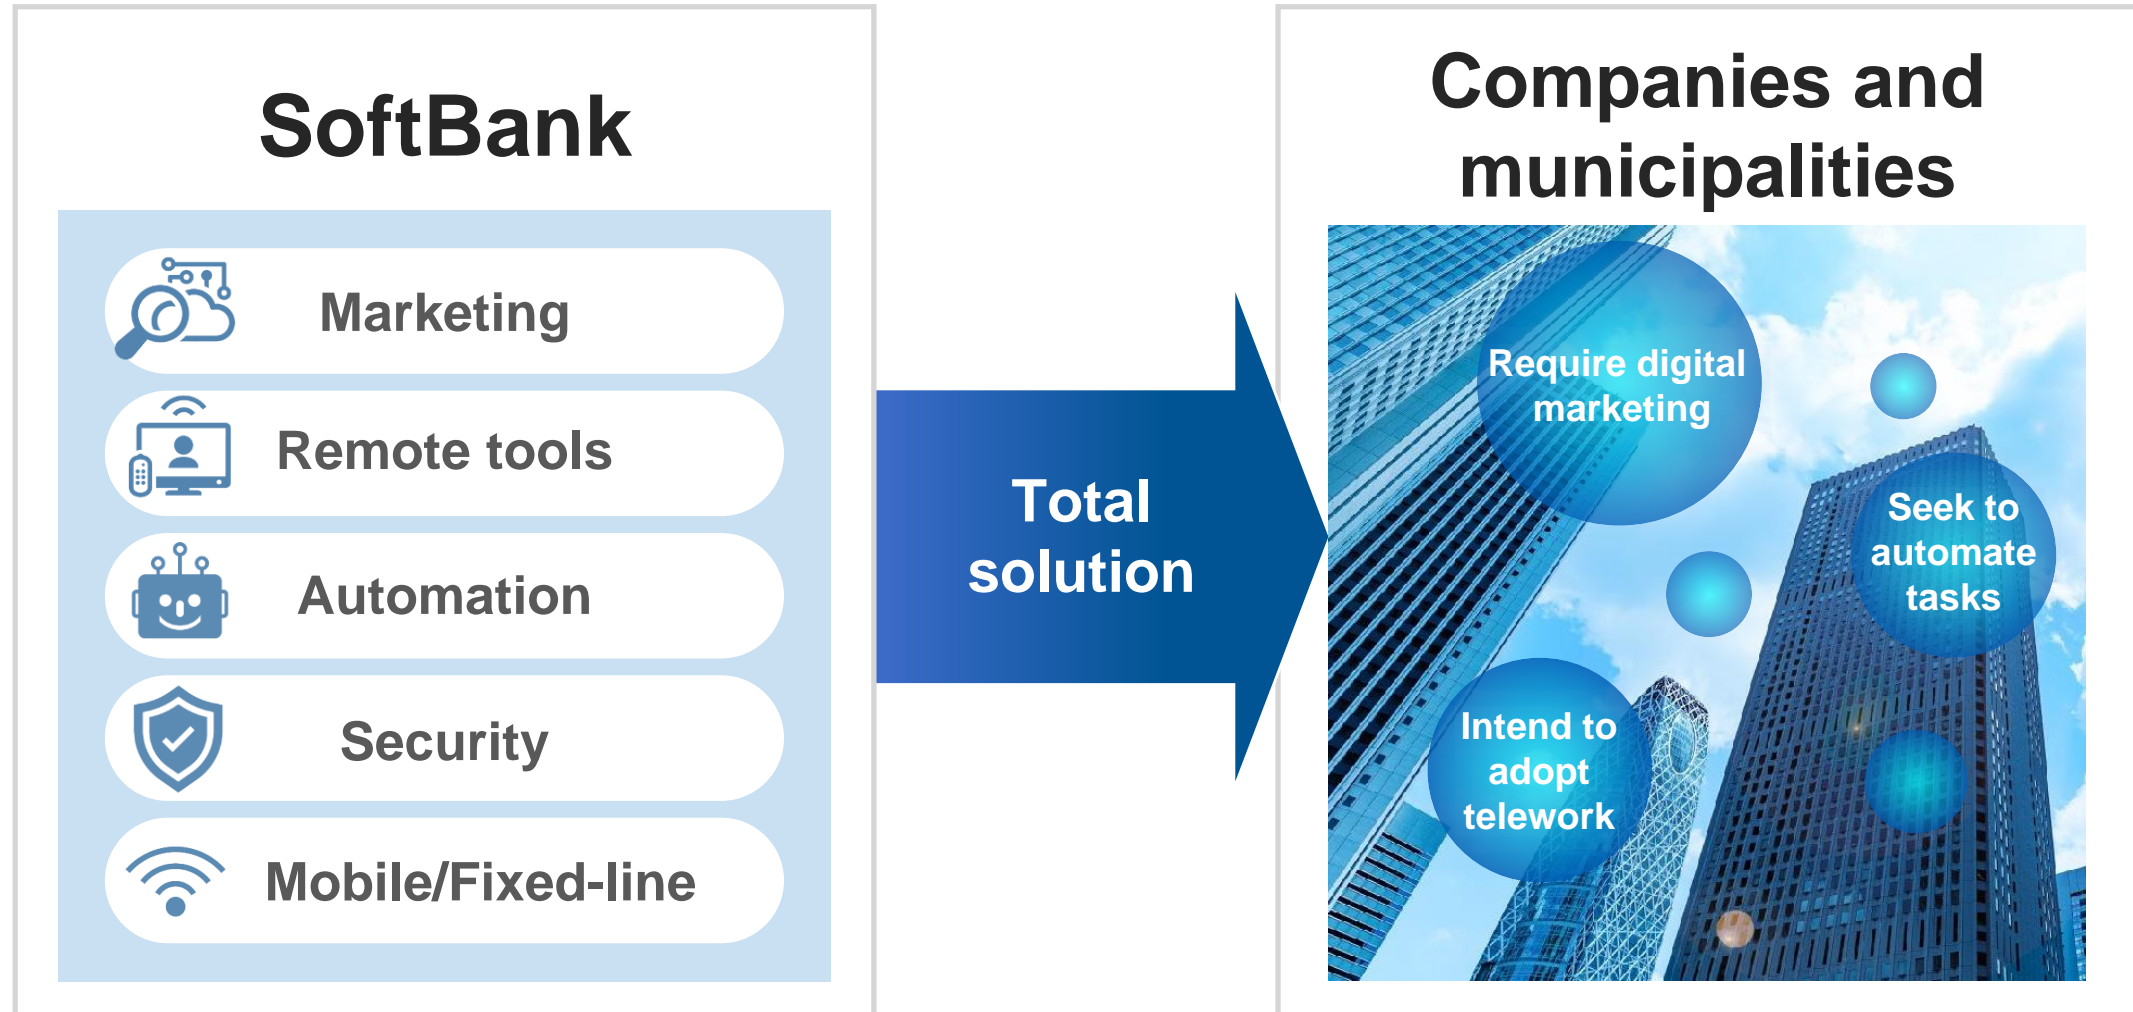 SoftBank
Marketing
Remote tools
Automation
Security
Mobile/Fixed-line
Total
solution
Companies and
municipalities
Require digital
marketing
Seek to
automate
tasks
Intend to
adopt
telework